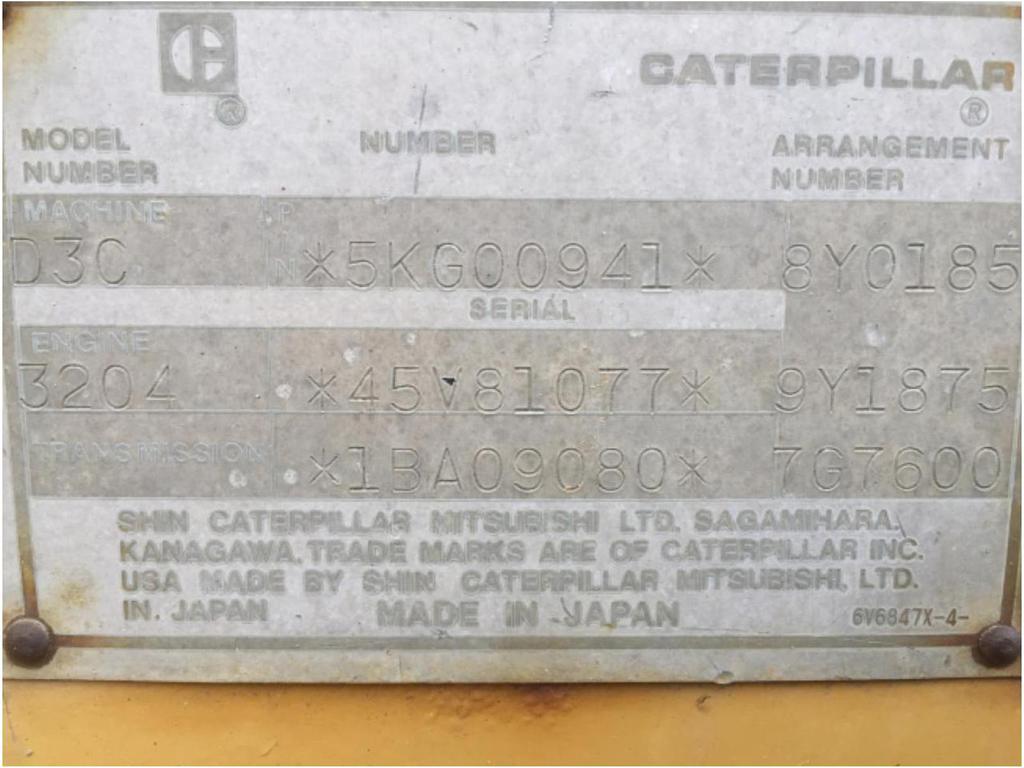 CATERPILLAR
®
®
MODEL NUMBER
NUMBER
ARRANGEMENT NUMBER
MACHINE
PIN
D3C *5KG00941* 8Y0185
SERIAL
ENGINE
3204 *45V81077* 9Y1875
TRANSMISSION *1BA09080* 7G7600
SHIN CATERPILLAR MITSUBISHI LTD. SAGAMIHARA.
KANAGAWA. TRADE MARKS ARE OF CATERPILLAR INC.
USA MADE BY SHIN CATERPILLAR MITSUBISHI, LTD.
IN. JAPAN MADE IN JAPAN 6V6847X-4-